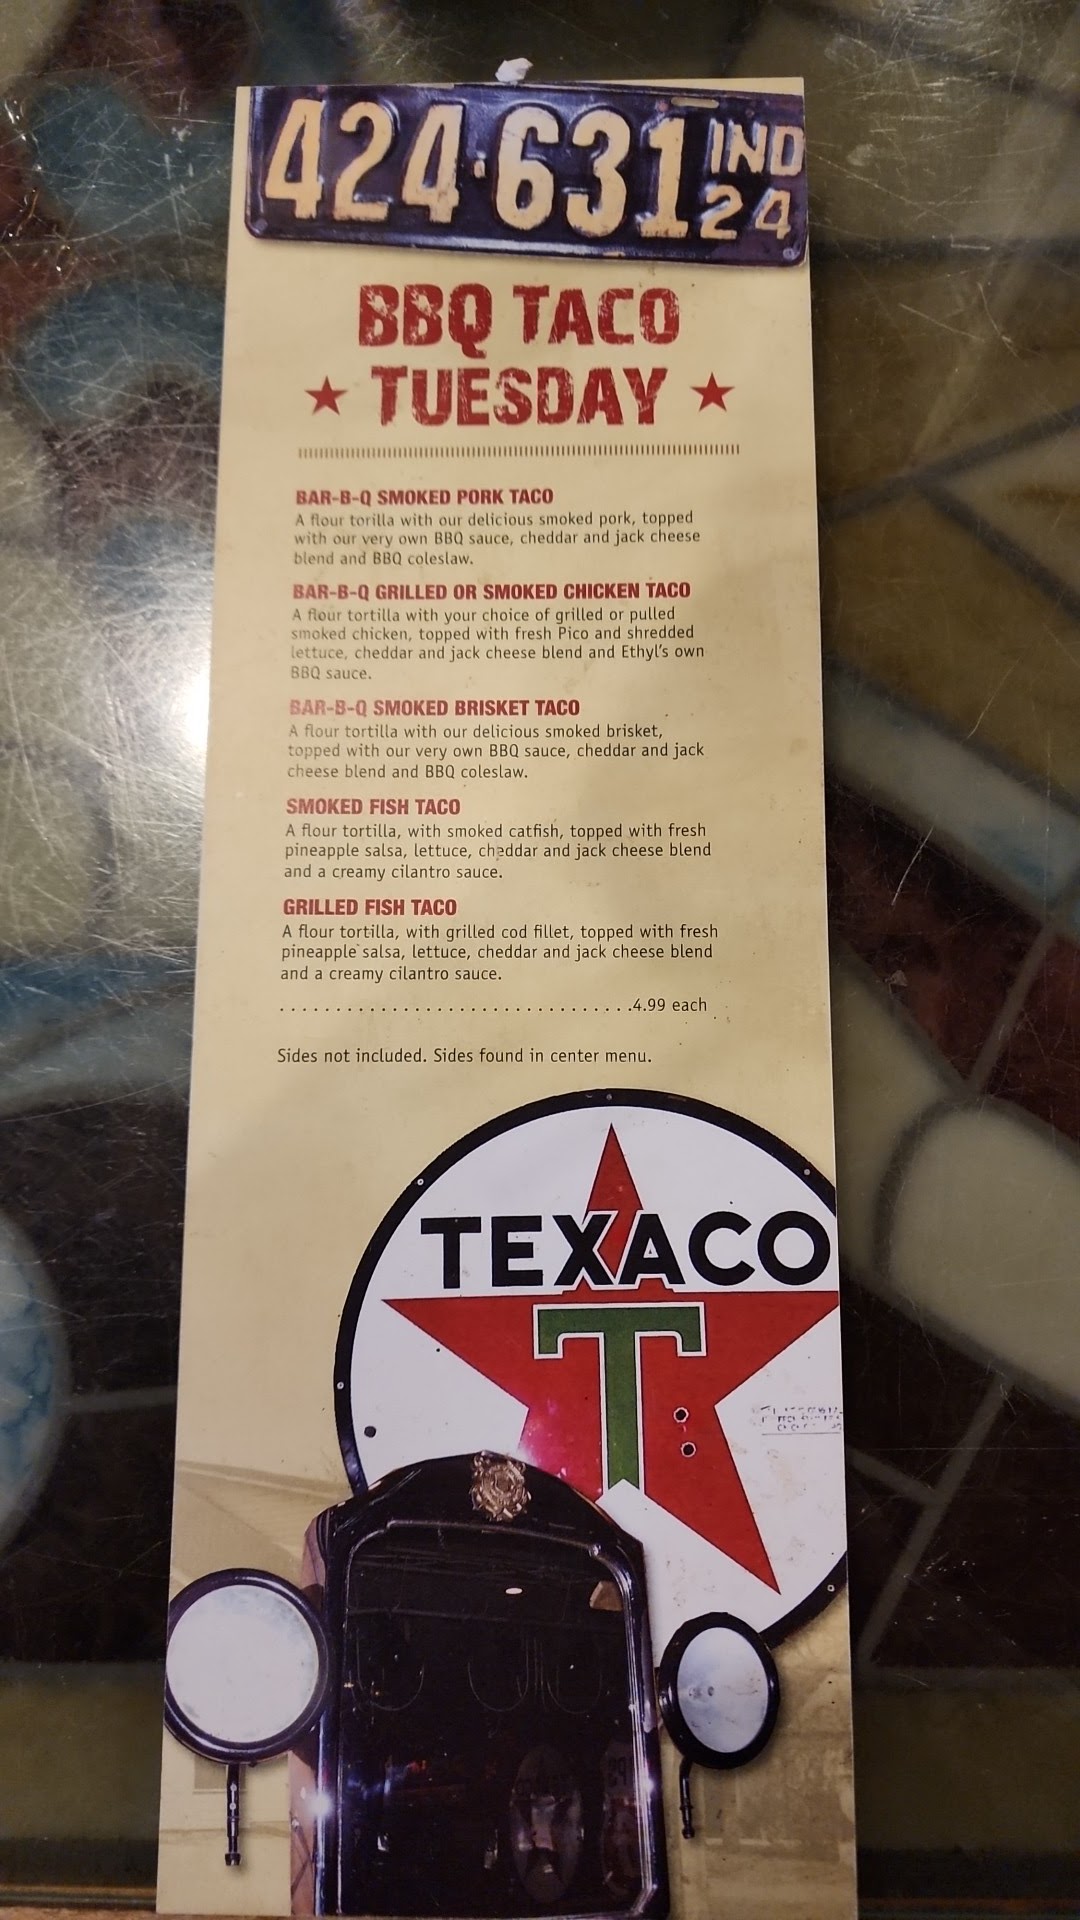 424·631 IND
24
BBQ TACO
★ TUESDAY ★
BAR-B-Q SMOKED PORK TACO
A flour torilla with our delicious smoked pork, topped
with our very own BBQ sauce, cheddar and jack cheese
blend and BBQ coleslaw.
BAR-B-Q GRILLED OR SMOKED CHICKEN TACO
A flour tortilla with your choice of grilled or pulled
smoked chicken, topped with fresh Pico and shredded
lettuce, cheddar and jack cheese blend and Ethyl's own
BBQ sauce.
BAR-B-Q SMOKED BRISKET TACO
A flour tortilla with our delicious smoked brisket,
topped with our very own BBQ sauce, cheddar and jack
cheese blend and BBQ coleslaw.
SMOKED FISH TACO
A flour tortilla, with smoked catfish, topped with fresh
pineapple salsa, lettuce, cheddar and jack cheese blend
and a creamy cilantro sauce.
GRILLED FISH TACO
A flour tortilla, with grilled cod fillet, topped with fresh
pineapple salsa, lettuce, cheddar and jack cheese blend
and a creamy cilantro sauce.
................................4.99 each
Sides not included. Sides found in center menu.
TEXACO
T